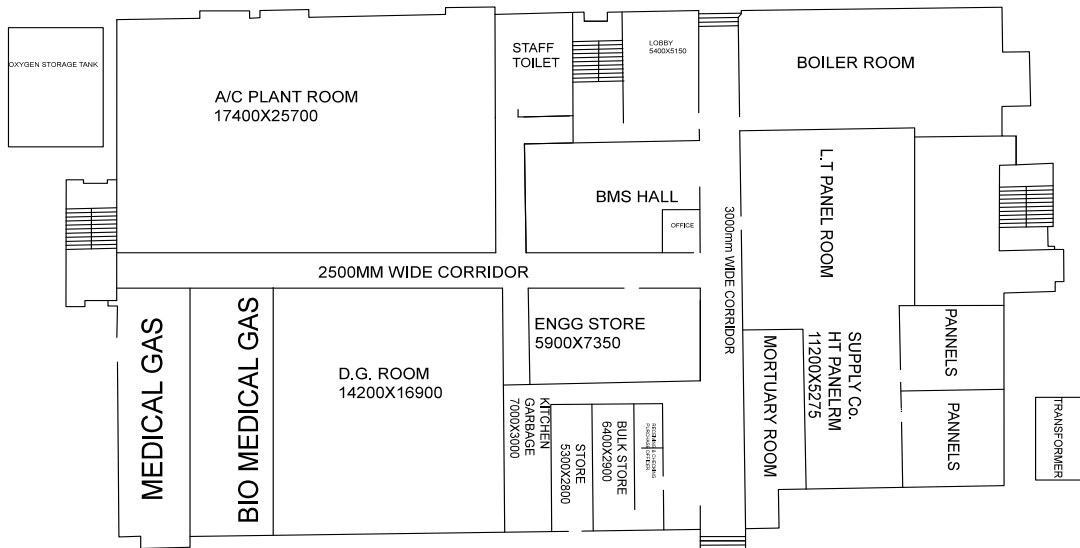 OXYGEN STORAGE TANK
A/C PLANT ROOM
17400X25700
STAFF
TOILET
LOBBY
5400X5150
BOILER ROOM
BMS HALL
OFFICE
L.T PANEL ROOM
3000mm WIDE CORRIDOR
2500MM WIDE CORRIDOR
MEDICAL GAS
BIO MEDICAL GAS
D.G. ROOM
14200X16900
ENGG STORE
5900X7350
KITCHEN
GARBAGE
7000X3000
STORE
5300X2800
BULK STORE
6400X2900
MORTUARY ROOM
SUPPLY Co.
HT PANELRM
11200X5275
PANNELS
PANNELS
TRANSFORMER